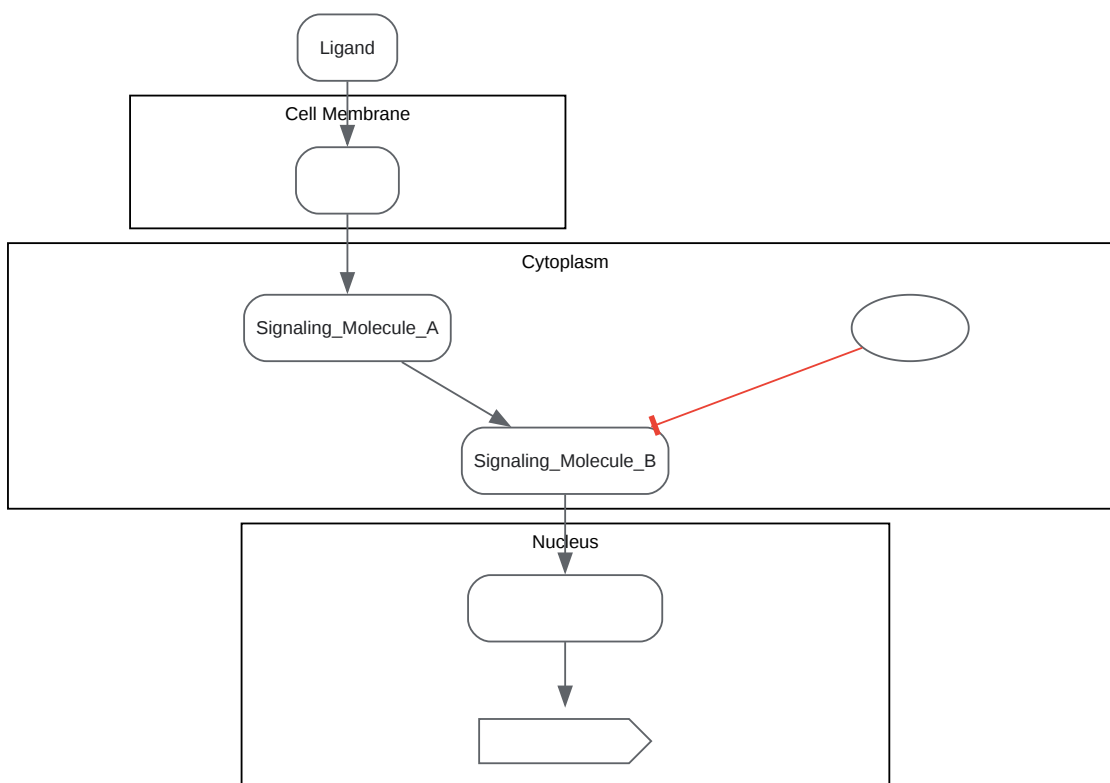 Ligand
Cell Membrane
Cytoplasm
Signaling_Molecule_A
Signaling_Molecule_B
Nucleus